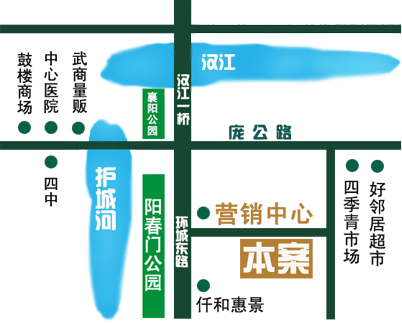 汉江
武商量贩
中心医院
鼓楼商场
襄阳公园
汉江一桥
庞公路
四中
护城河
阳春门公园
环城东路
营销中心
本案
仟和惠景
四季青市场
好邻居超市